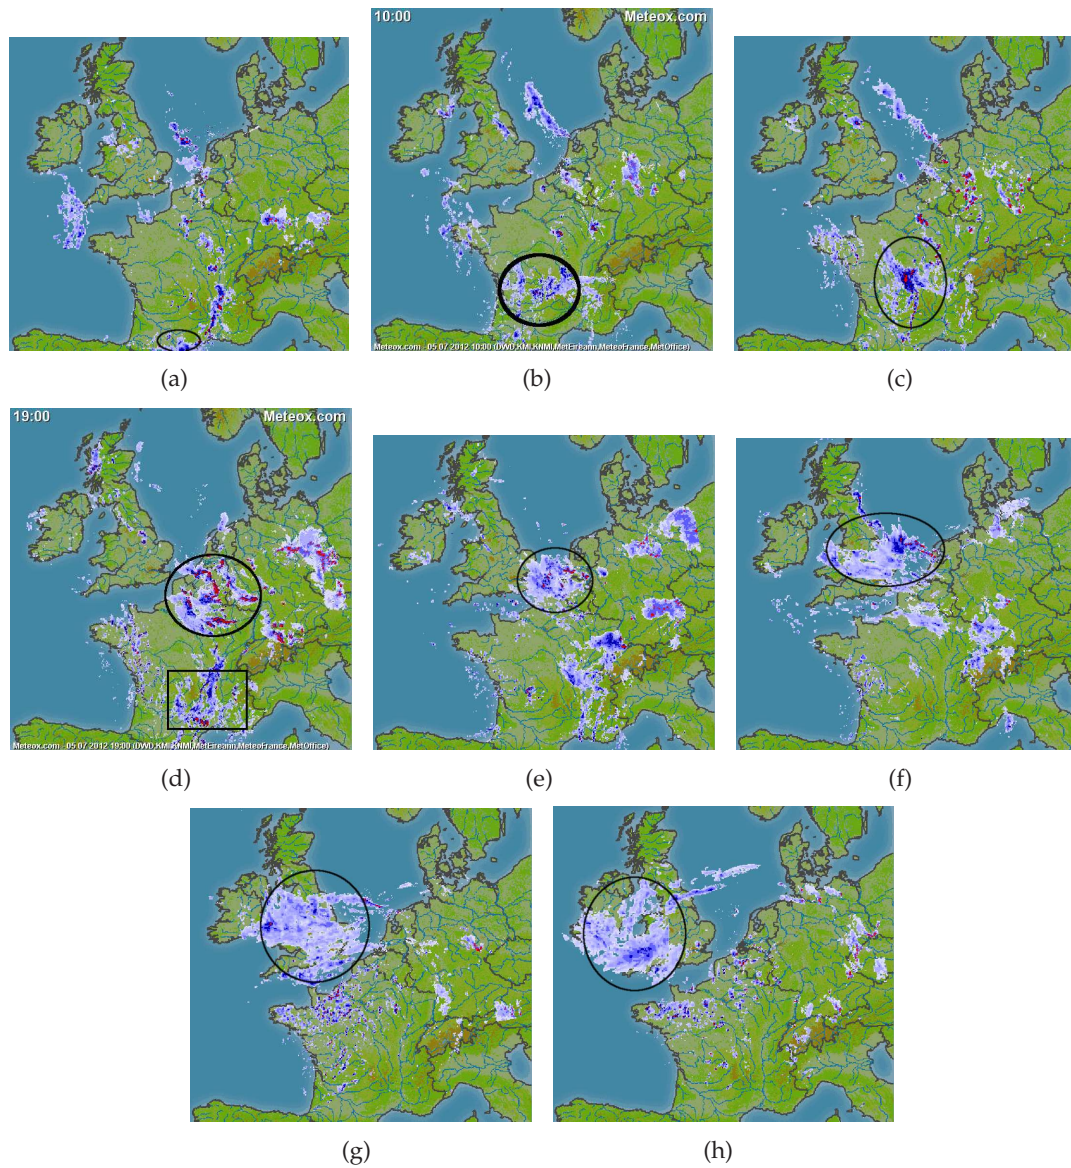 10:00 Meteox.com
Meteox.com - 05.07.2012 10:00 (DWD,KMI,KNMI,MetEireann,MeteoFrance,MetOffice)
(a) (b) (c)
19:00 Meteox.com
Meteox.com - 05.07.2012 19:00 (DWD,KMI,KNMI,MetEireann,MeteoFrance,MetOffice)
(d) (e) (f)
(g) (h)